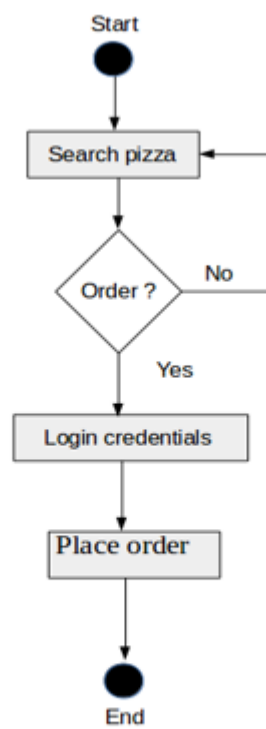 Start
Search pizza
Order ?
No
Yes
Login credentials
Place order
End